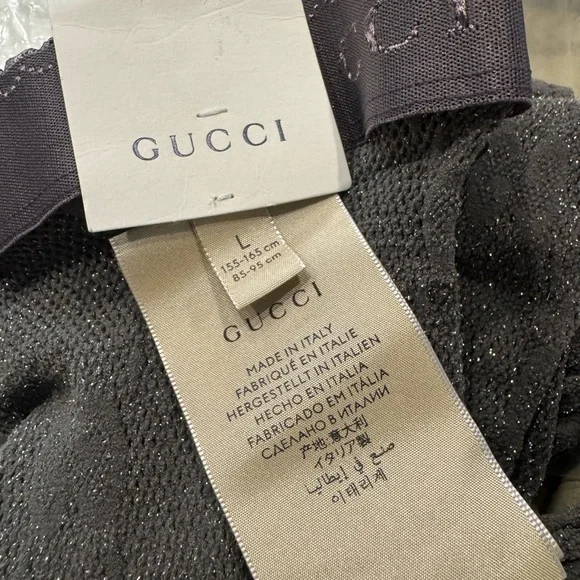 GUCCI
L
155-165 cm
85-95 cm
GUCCI
MADE IN ITALY
FABRIQUÉ EN ITALIE
HERGESTELLT IN ITALIEN
HECHO EN ITALIA
FABRICADO EM ITÁLIA
СДЕЛАНО В ИТАЛИИ
产地:意大利
イタリア製
صنع في إيطاليا
이태리제